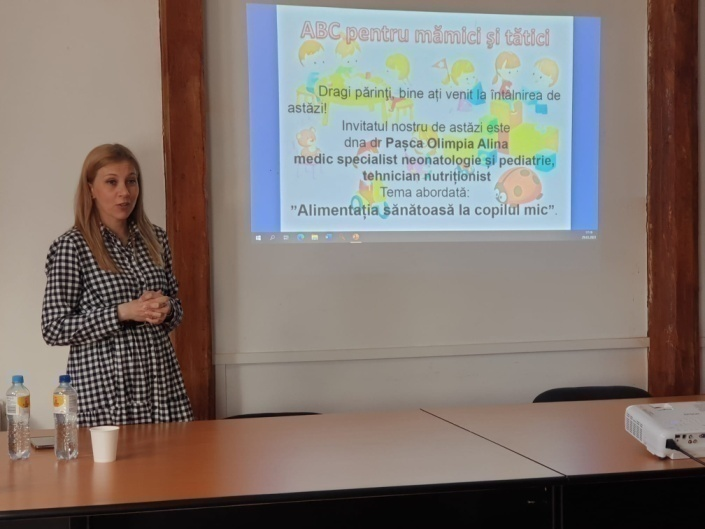 ABC pentru mămici și tătici
Dragi părinți, bine ați venit la întâlnirea de
astăzi!
Invitatul nostru de astăzi este
dna dr Pașca Olimpia Alina
medic specialist neonatologie și pediatrie,
tehnician nutriționist
Tema abordată:
"Alimentația sănătoasă la copilul mic".